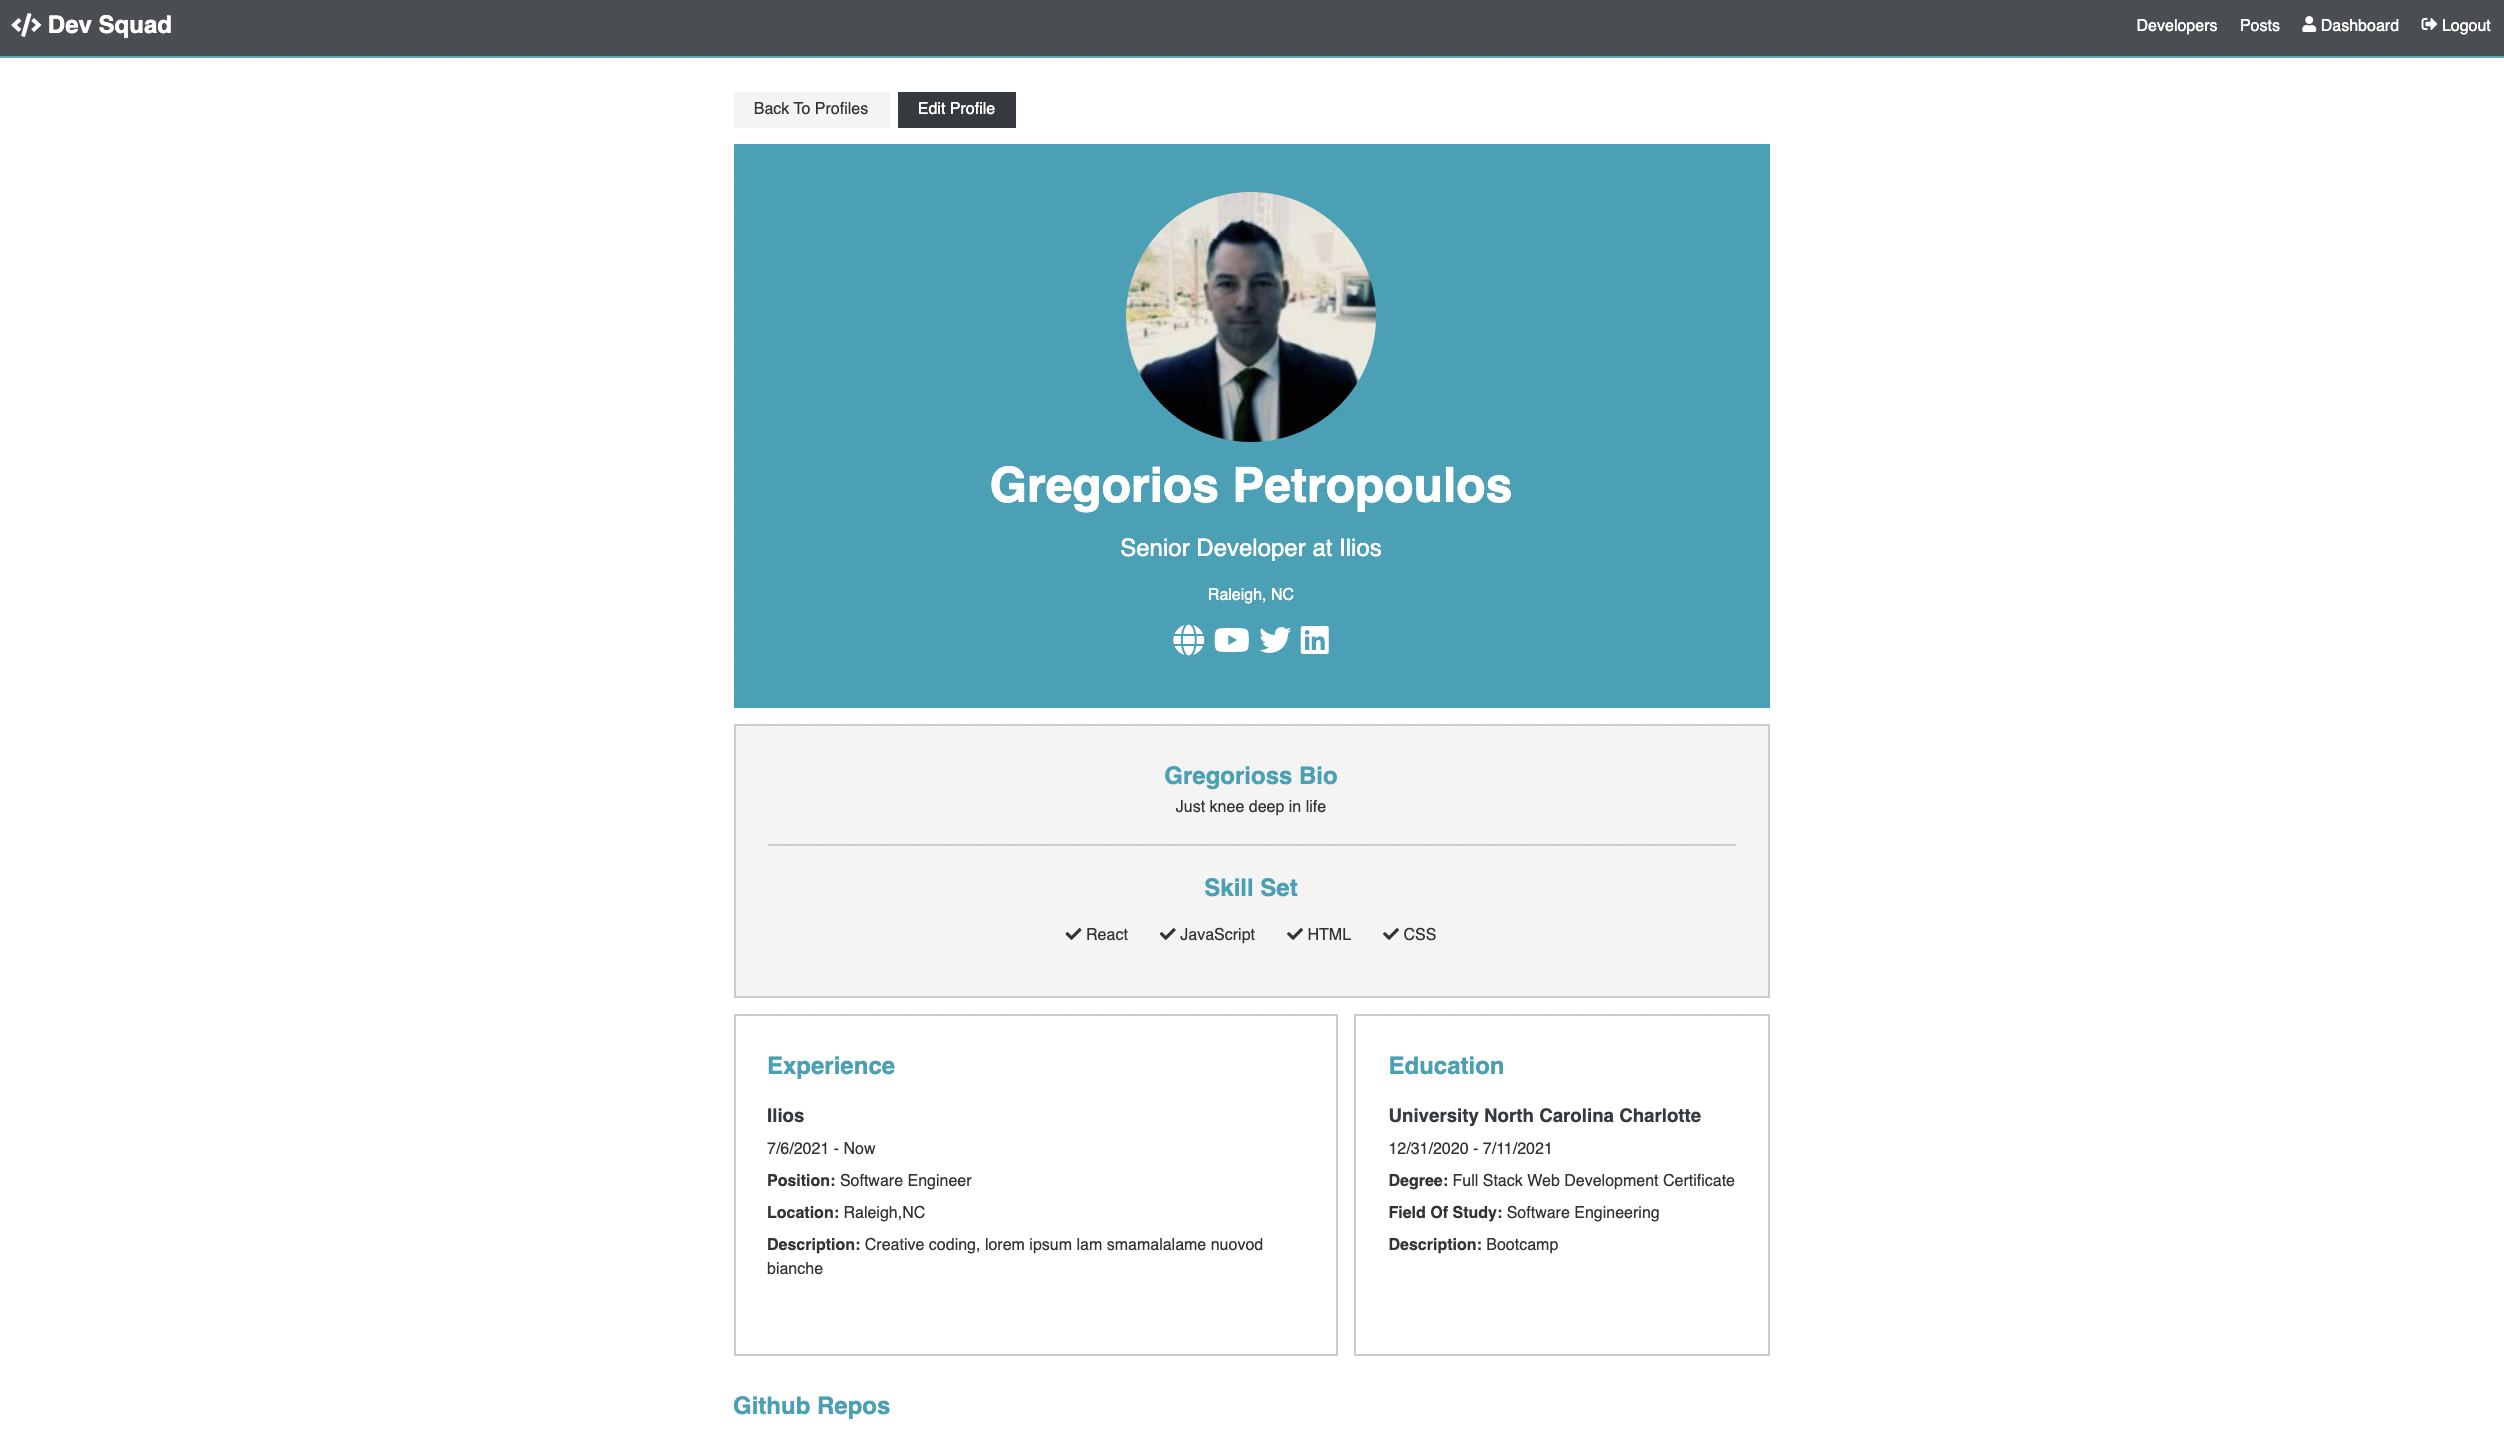 Dev Squad
Developers Posts Dashboard Logout
Back To Profiles Edit Profile
Gregorios Petropoulos
Senior Developer at Ilios
Raleigh, NC
Gregorioss Bio
Just knee deep in life
Skill Set
React JavaScript HTML CSS
Experience
Ilios
7/6/2021 - Now
Position: Software Engineer
Location: Raleigh,NC
Description: Creative coding, lorem ipsum lam smamalalame nuovod
bianche
Education
University North Carolina Charlotte
12/31/2020 - 7/11/2021
Degree: Full Stack Web Development Certificate
Field Of Study: Software Engineering
Description: Bootcamp
Github Repos